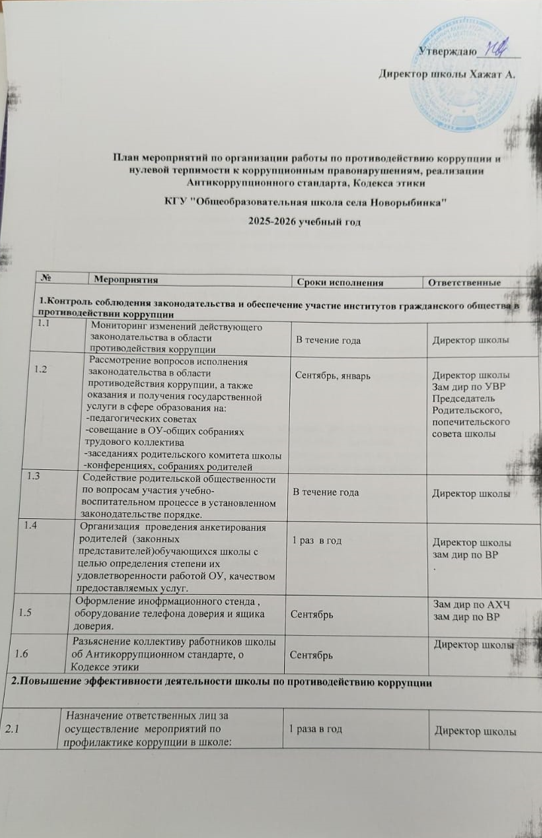 Утверждаю
Директор школы Хажат А.
План мероприятий по организации работы по противодействию коррупции и
нулевой терпимости к коррупционным правонарушениям, реализации
Антикоррупционного стандарта, Кодекса этики
КГУ "Общеобразовательная школа села Новорыбинка"
2025-2026 учебный год
№ Мероприятия Сроки исполнения Ответственные
1.Контроль соблюдения законодательства и обеспечение участие институтов гражданского общества в
противодействии коррупции
1.1 Мониторинг изменений действующего
законодательства в области
противодействия коррупции
В течение года
Директор школы
1.2 Рассмотрение вопросов исполнения
законодательства в области
противодействия коррупции, а также
оказания и получения государственной
услуги в сфере образования на:
-педагогических советах
-совещание в ОУ-общих собраниях
трудового коллектива
-заседаниях родительского комитета школы
-конференциях, собраниях родителей
Сентябрь, январь
Директор школы
Зам дир по УВР
Председатель
Родительского,
попечительского
совета школы
1.3 Содействие родительской общественности
по вопросам участия учебно-
воспитательном процессе в установленном
законодательстве порядке.
В течение года
Директор школы
1.4 Организация проведения анкетирования
родителей (законных
представителей)обучающихся школы с
целью определения степени их
удовлетворенности работой ОУ, качеством
предоставляемых услуг.
1 раз в год
Директор школы
зам дир по ВР
.
1.5 Оформление инофрмационного стенда ,
оборудование телефона доверия и ящика
доверия.
Сентябрь
Зам дир по АХЧ
зам дир по ВР
1.6 Разьяснение коллективу работников школы
об Антикоррупционном стандарте, о
Кодексе этики
Сентябрь
Директор школы
2.Повышение эффективности деятельности школы по противодействию коррупции
2.1 Назначение ответственных лиц за
осуществление мероприятий по
профилактике коррупции в школе:
1 раза в год
Директор школы